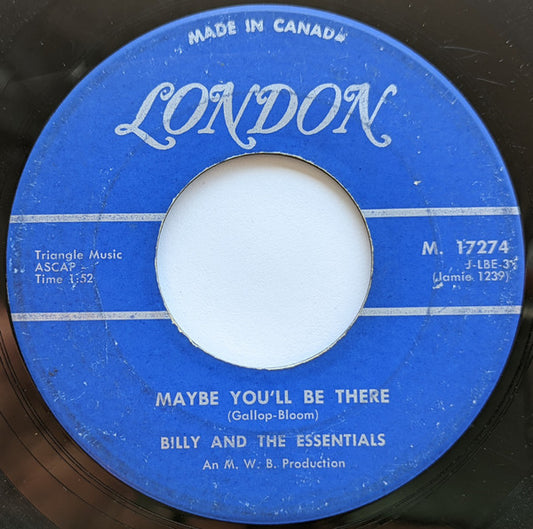 MADE IN CANADA
LONDON
Triangle Music
ASCAP
Time 1:52
M. 17274
J-LBE-3
(Jamie 1239)
MAYBE YOU'LL BE THERE
(Gallop-Bloom)
BILLY AND THE ESSENTIALS
An M. W. B. Production